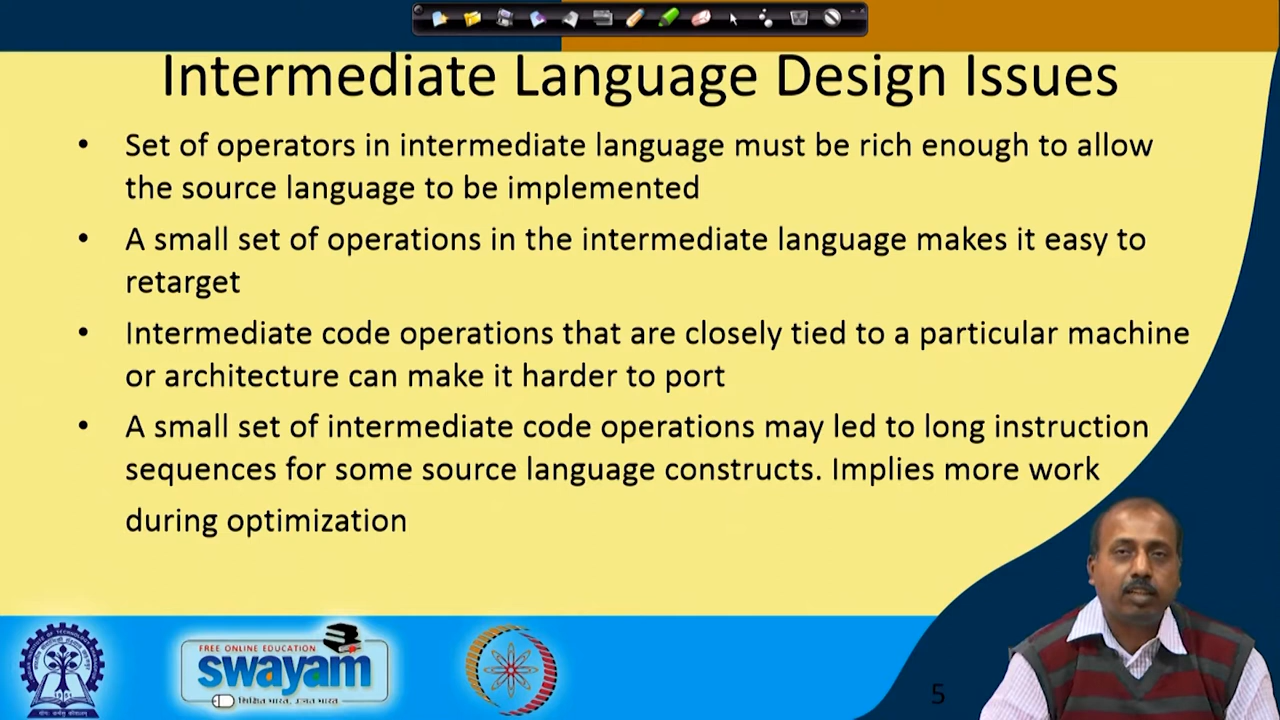 Intermediate Language Design Issues
• Set of operators in intermediate language must be rich enough to allow
the source language to be implemented
• A small set of operations in the intermediate language makes it easy to
retarget
• Intermediate code operations that are closely tied to a particular machine
or architecture can make it harder to port
• A small set of intermediate code operations may led to long instruction
sequences for some source language constructs. Implies more work
during optimization
FREE ONLINE EDUCATION
swayam
शिक्षित भारत, उन्नत भारत
5